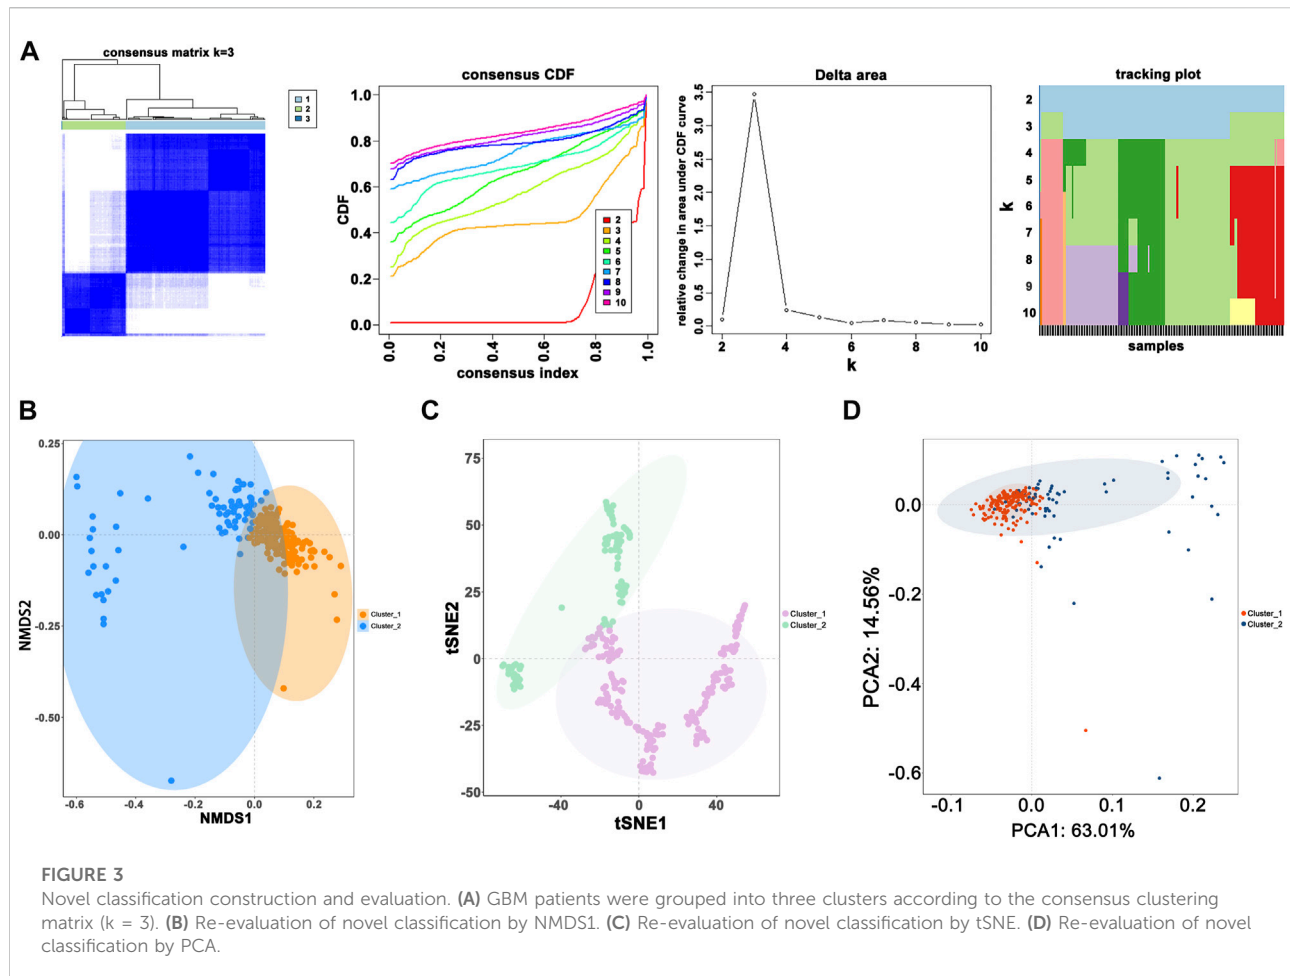 A
consensus matrix k=3
1
2
3
consensus CDF
CDF
1.0
0.8
0.6
0.4
0.2
0.0
0.0
0.2
0.4
0.6
0.8
1.0
consensus index
2
3
4
5
6
7
8
9
10
Delta area
relative change in area under CDF curve
3.5
3.0
2.5
2.0
1.5
1.0
0.5
0.0
2
4
6
8
10
k
tracking plot
k
2
3
4
5
6
7
8
9
10
samples
B
NMDS2
0.25
0.00
-0.25
-0.50
-0.6
-0.4
-0.2
0.0
0.2
NMDS1
Cluster_1
Cluster_2
C
tSNE2
75
50
25
0
-25
-50
-40
0
40
tSNE1
Cluster_1
Cluster_2
D
PCA2: 14.56%
0.0
-0.2
-0.4
-0.6
-0.1
0.0
0.1
0.2
PCA1: 63.01%
Cluster_1
Cluster_2
FIGURE 3
Novel classification construction and evaluation. (A) GBM patients were grouped into three clusters according to the consensus clustering
matrix (k = 3). (B) Re-evaluation of novel classification by NMDS1. (C) Re-evaluation of novel classification by tSNE. (D) Re-evaluation of novel
classification by PCA.